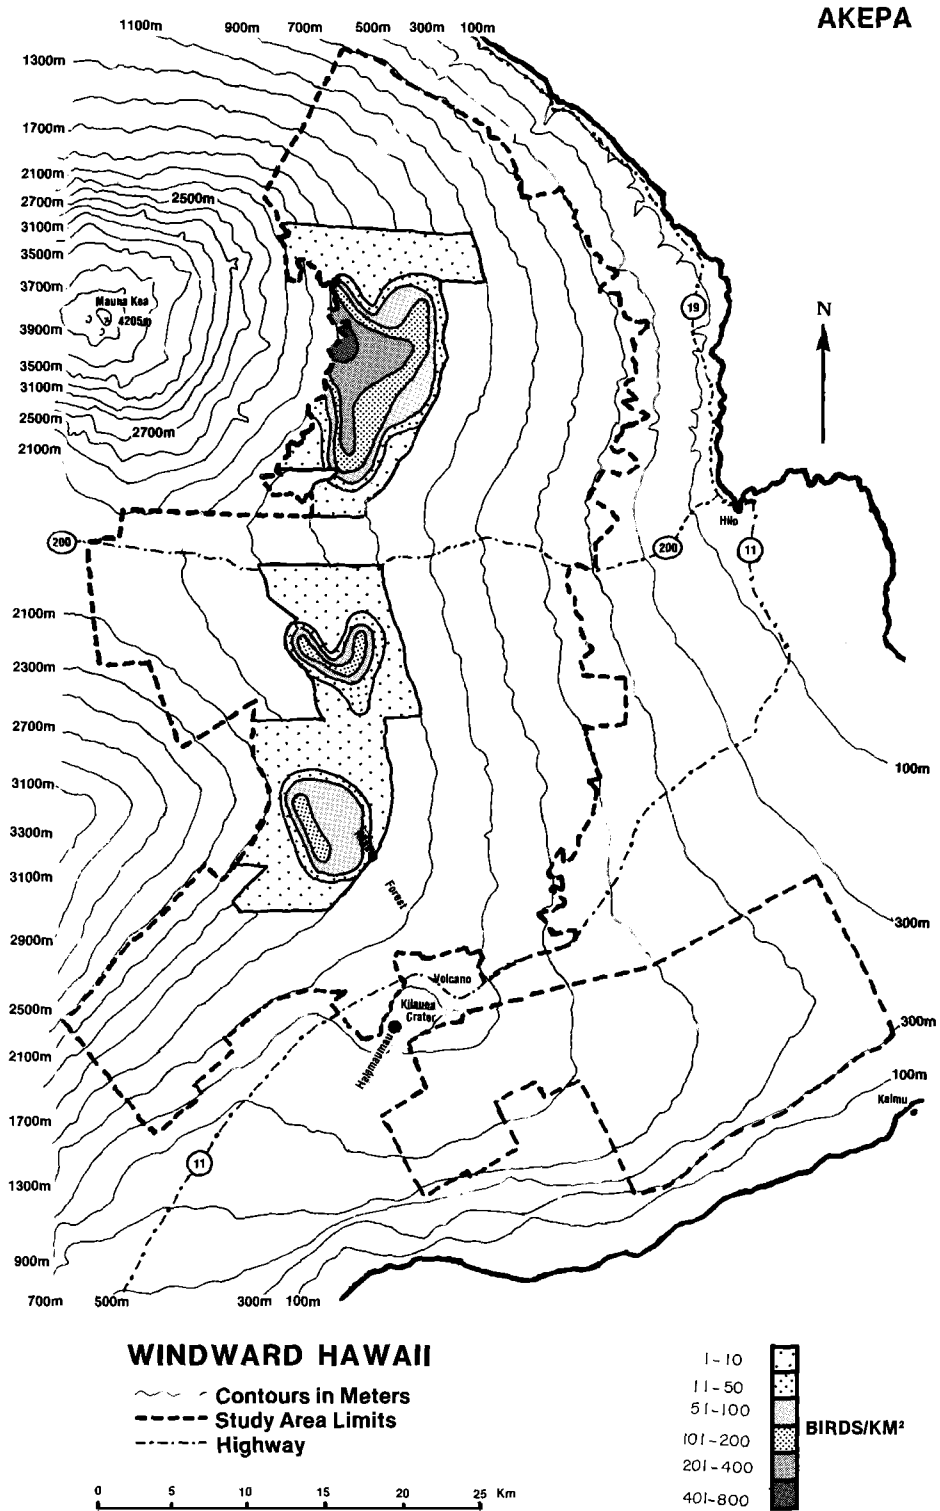 AKEPA
1100m
900m
700m
500m
300m
100m
1300m
1700m
2100m
2700m
2500m
3100m
3500m
3700m
Mauna Kea
4205m
3900m
3500m
3100m
2500m
2700m
2100m
19
N
200
Hilo
200
11
2100m
2300m
2700m
3100m
3300m
3100m
2900m
2500m
2100m
1700m
1300m
900m
700m
500m
300m
100m
100m
300m
300m
100m
Forest
Volcano
Kilauea
Crater
Halemaumau
Kaimu
11
WINDWARD HAWAII
Contours in Meters
Study Area Limits
Highway
0 5 10 15 20 25 Km
1-10
11-50
51-100
101-200
201-400
401-800
BIRDS/KM²